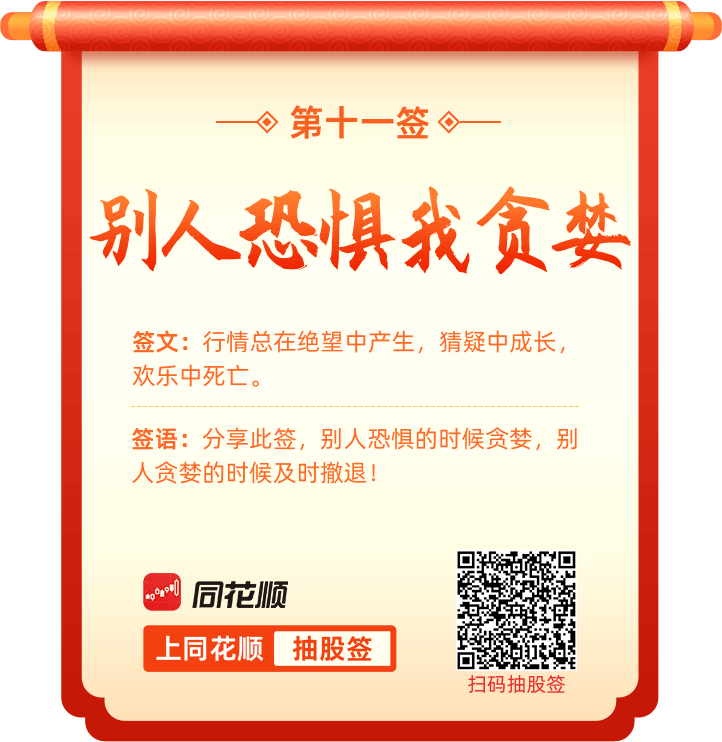 第十一签
别人恐惧我贪婪
签文：行情总在绝望中产生，猜疑中成长，
欢乐中死亡。
签语：分享此签，别人恐惧的时候贪婪，别
人贪婪的时候及时撤退！
同花顺
上同花顺 抽股签
扫码抽股签